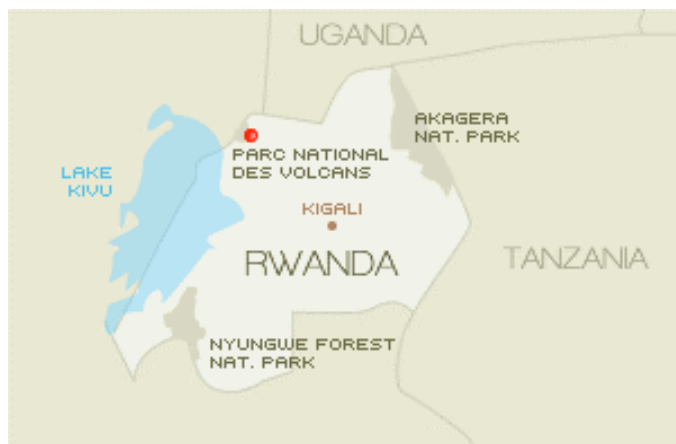 UGANDA
AKAGERA
NAT. PARK
PARC NATIONAL
DES VOLCANS
LAKE
KIVU
KIGALI
RWANDA
TANZANIA
NYUNGWE FOREST
NAT. PARK